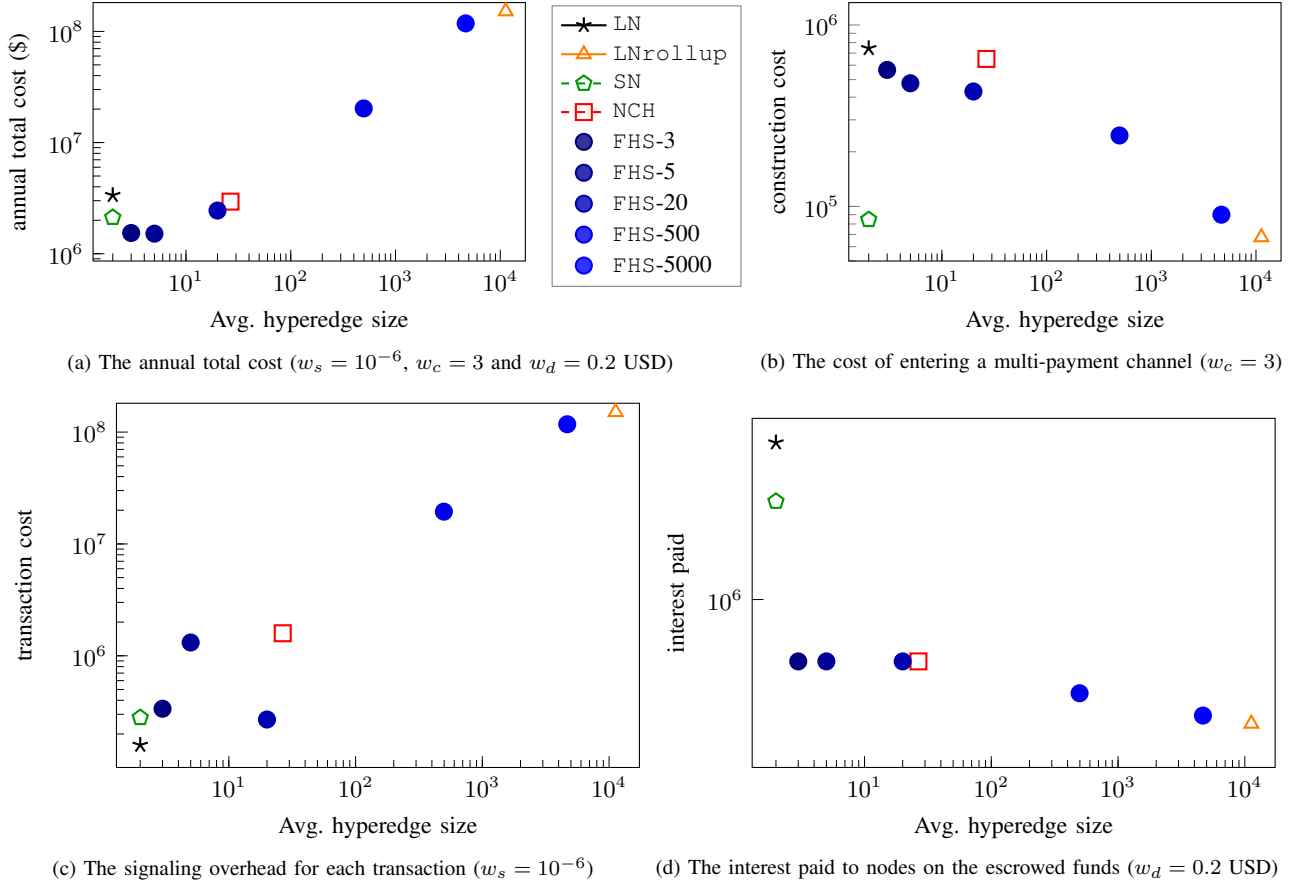 annual total cost ($)
10^8
10^7
10^6
10^1
10^2
10^3
10^4
Avg. hyperedge size
(a) The annual total cost (w_s = 10^−6, w_c = 3 and w_d = 0.2 USD)
LN
LNrollup
SN
NCH
FHS-3
FHS-5
FHS-20
FHS-500
FHS-5000
construction cost
10^6
10^5
10^1
10^2
10^3
10^4
Avg. hyperedge size
(b) The cost of entering a multi-payment channel (w_c = 3)
transaction cost
10^8
10^7
10^6
10^1
10^2
10^3
10^4
Avg. hyperedge size
(c) The signaling overhead for each transaction (w_s = 10^−6)
interest paid
10^6
10^1
10^2
10^3
10^4
Avg. hyperedge size
(d) The interest paid to nodes on the escrowed funds (w_d = 0.2 USD)